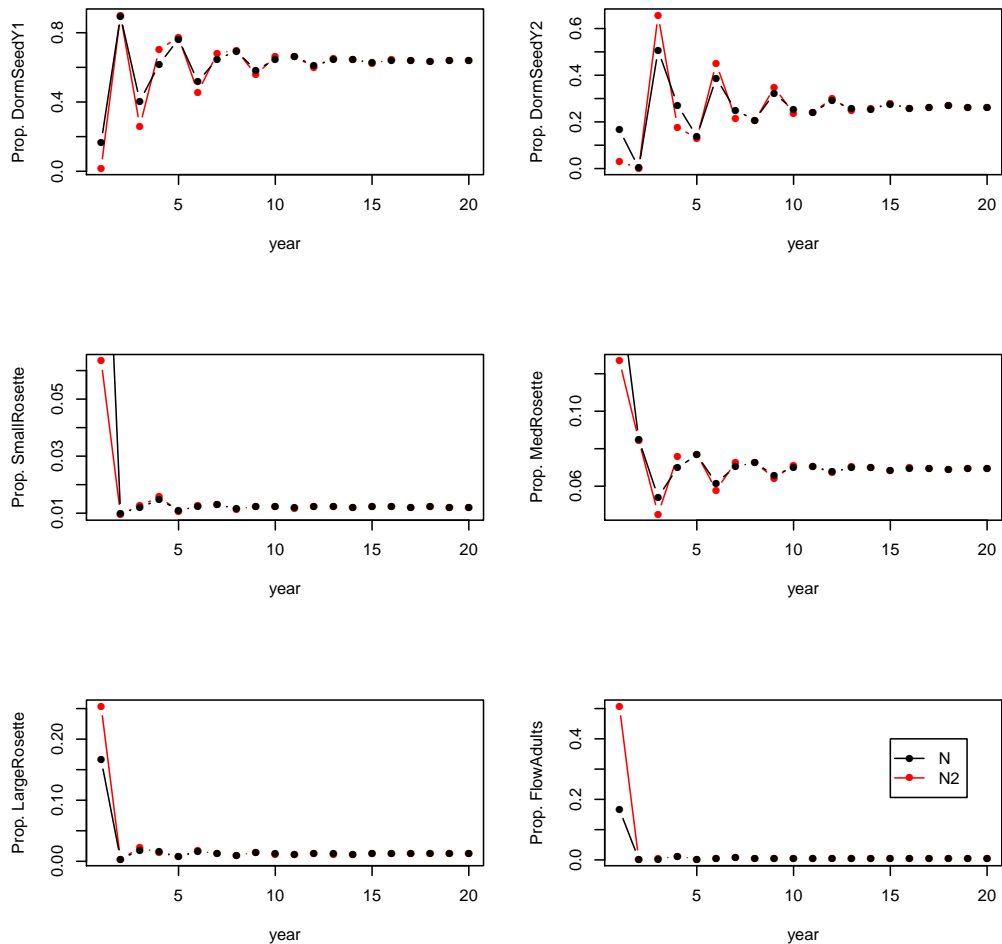 Prop. DormSeedY1
0.0 0.4 0.8
5 10 15 20
year
Prop. DormSeedY2
0.0 0.2 0.4 0.6
5 10 15 20
year
Prop. SmallRosette
0.01 0.03 0.05
5 10 15 20
year
Prop. MedRosette
0.06 0.10
5 10 15 20
year
Prop. LargeRosette
0.00 0.10 0.20
5 10 15 20
year
Prop. FlowAdults
0.0 0.2 0.4
N
N2
5 10 15 20
year